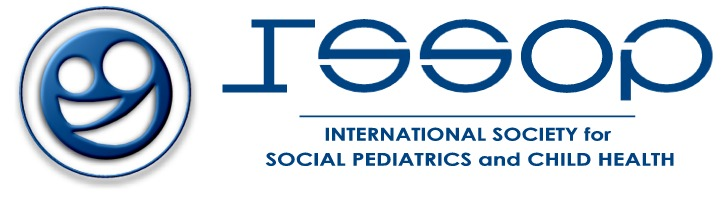 ISSOP
INTERNATIONAL SOCIETY for
SOCIAL PEDIATRICS and CHILD HEALTH